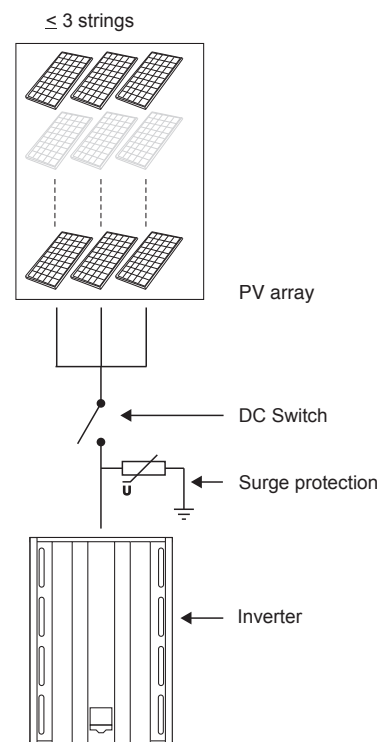 ≤ 3 strings
PV array
DC Switch
U
Surge protection
Inverter